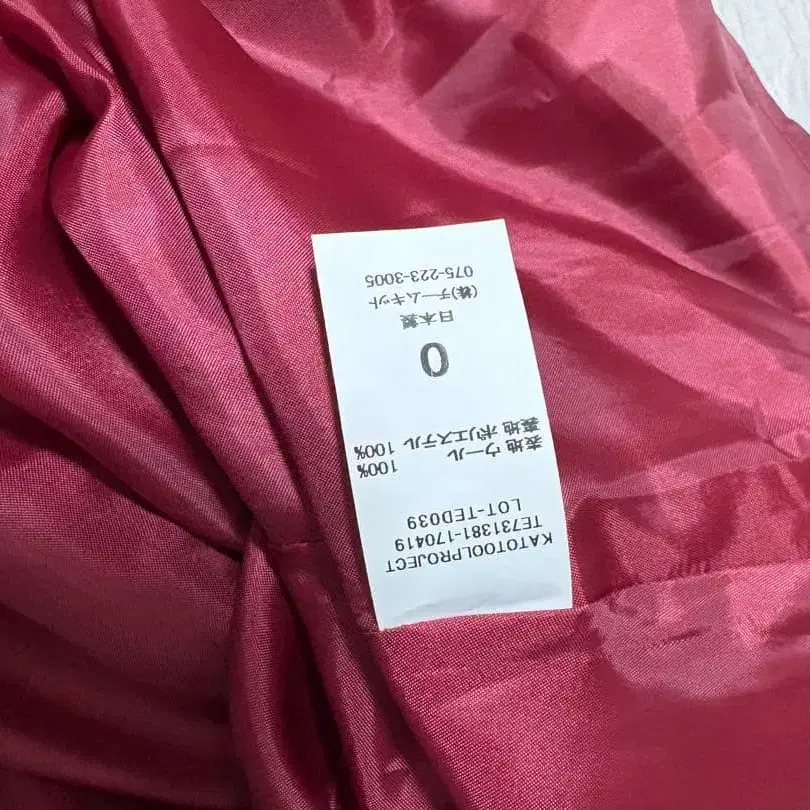 KATOTOOLPROJECT
TE731381-170419
LOT-TED039
表地 ウール 100%
裏地 ポリエステル 100%
0
日本製
(株)チームキット
075-223-3005